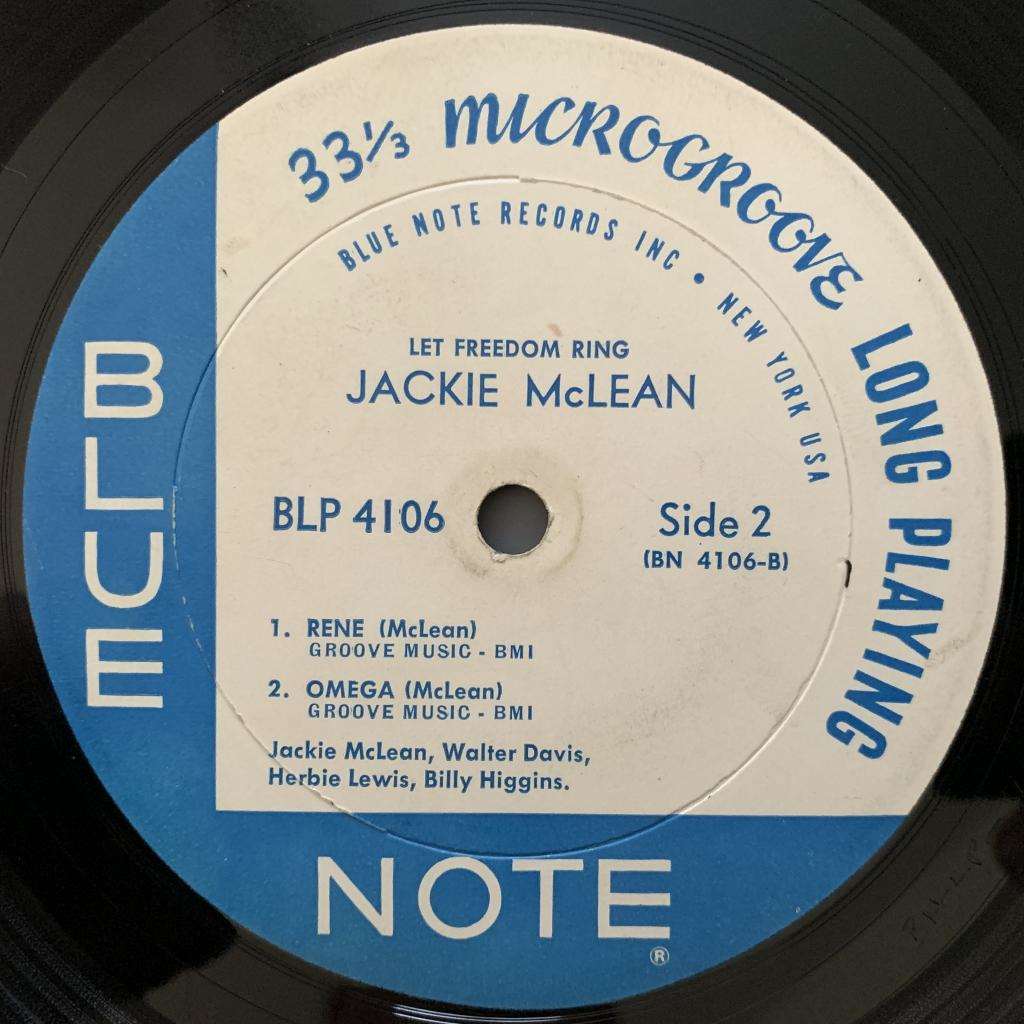 33⅓ MICROGROOVE LONG PLAYING
BLUE NOTE RECORDS INC • NEW YORK USA
LET FREEDOM RING
JACKIE McLEAN
BLP 4106
Side 2
(BN 4106-B)
1. RENE (McLean)
GROOVE MUSIC - BMI
2. OMEGA (McLean)
GROOVE MUSIC - BMI
Jackie McLean, Walter Davis,
Herbie Lewis, Billy Higgins.
BLUE
NOTE
®